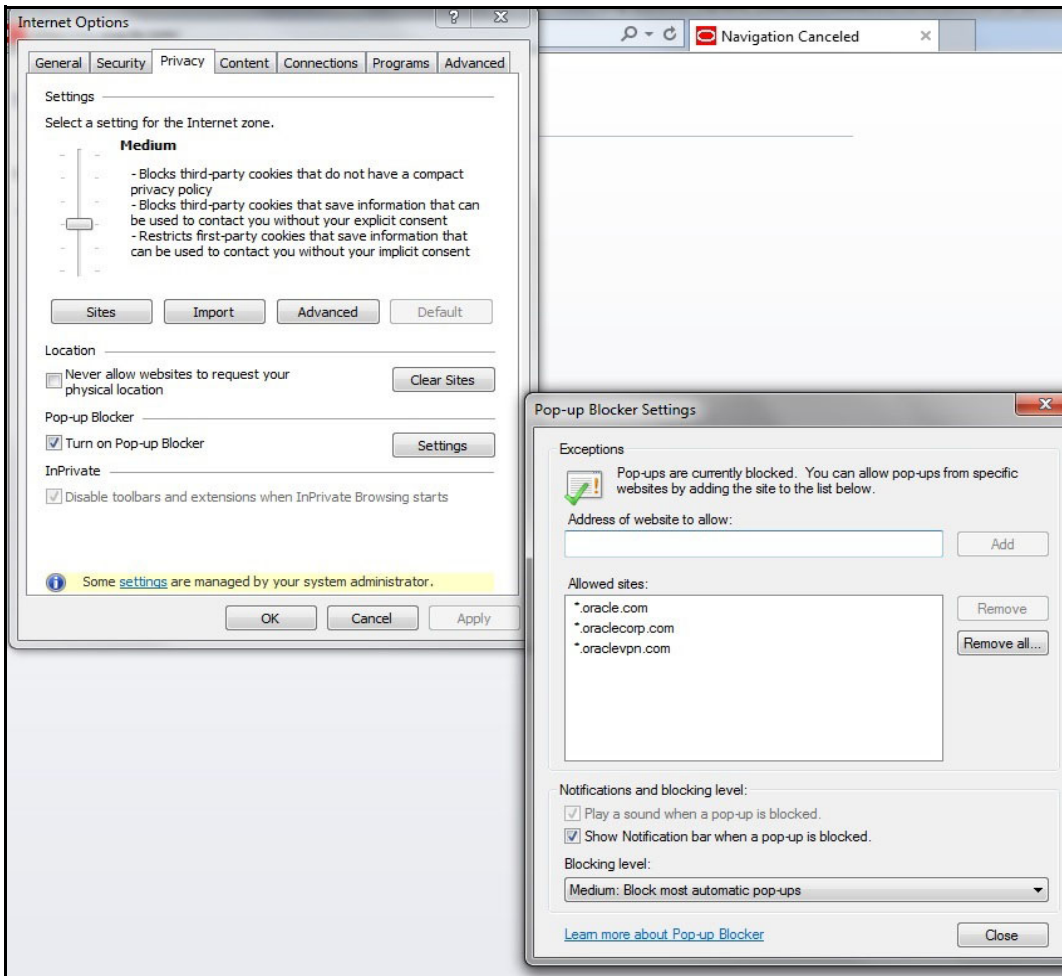 Internet Options
Navigation Canceled
General Security Privacy Content Connections Programs Advanced
Settings
Select a setting for the Internet zone.
Medium
- Blocks third-party cookies that do not have a compact
privacy policy
- Blocks third-party cookies that save information that can
be used to contact you without your explicit consent
- Restricts first-party cookies that save information that
can be used to contact you without your implicit consent
Sites Import Advanced Default
Location
Never allow websites to request your
physical location
Clear Sites
Pop-up Blocker
Turn on Pop-up Blocker
Settings
InPrivate
Disable toolbars and extensions when InPrivate Browsing starts
Some settings are managed by your system administrator.
OK Cancel Apply
Pop-up Blocker Settings
Exceptions
Pop-ups are currently blocked. You can allow pop-ups from specific
websites by adding the site to the list below.
Address of website to allow:
Add
Allowed sites:
*.oracle.com
*.oraclecorp.com
*.oraclevpn.com
Remove
Remove all...
Notifications and blocking level:
Play a sound when a pop-up is blocked.
Show Notification bar when a pop-up is blocked.
Blocking level:
Medium: Block most automatic pop-ups
Learn more about Pop-up Blocker
Close